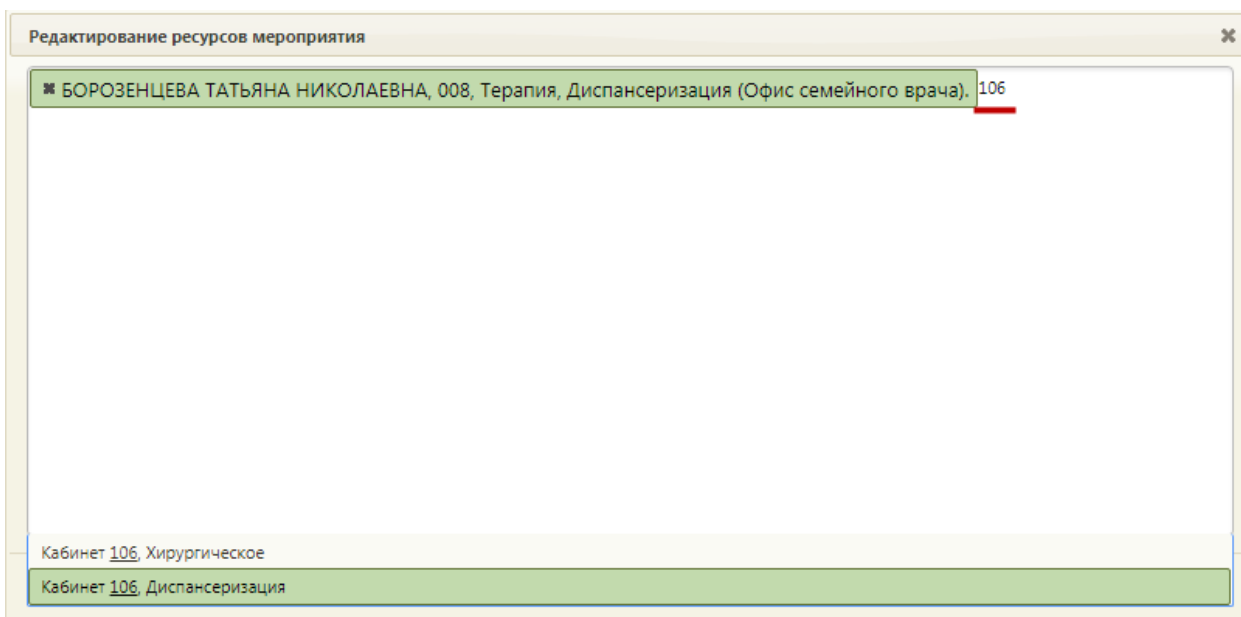 Редактирование ресурсов мероприятия
БОРОЗЕНЦЕВА ТАТЬЯНА НИКОЛАЕВНА, 008, Терапия, Диспансеризация (Офис семейного врача). 106
Кабинет 106, Хирургическое
Кабинет 106, Диспансеризация